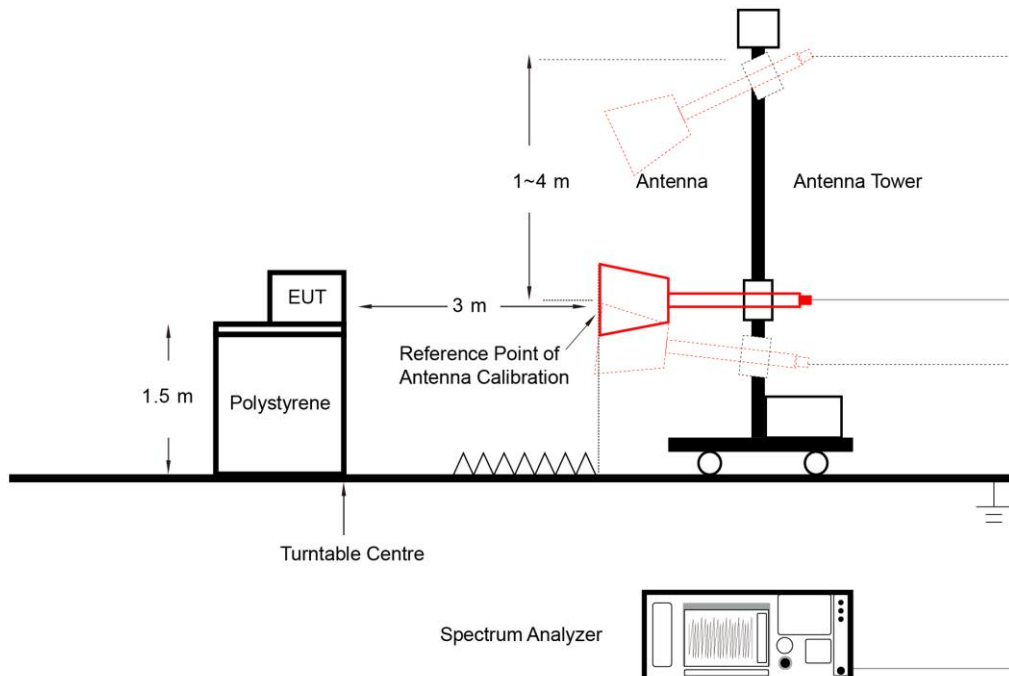 1~4 m
Antenna
Antenna Tower
EUT
3 m
Reference Point of
Antenna Calibration
1.5 m
Polystyrene
Turntable Centre
Spectrum Analyzer